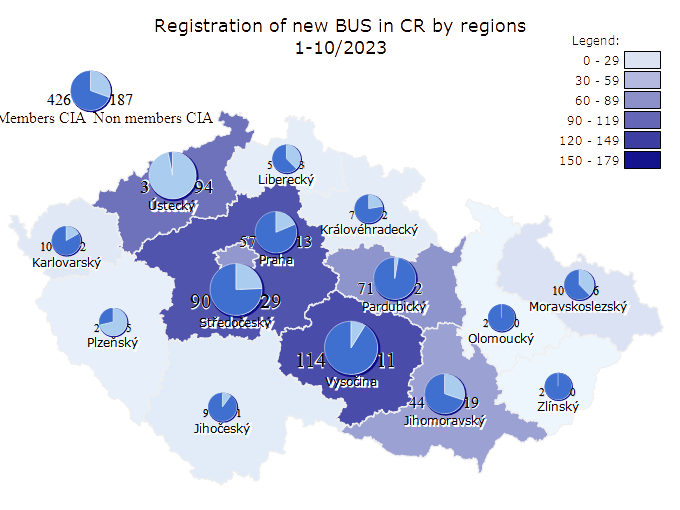 Registration of new BUS in CR by regions
1-10/2023
Legend:
0 - 29
30 - 59
60 - 89
90 - 119
120 - 149
150 - 179
426 187
Members CIA Non members CIA
5 3
Liberecký
3 94
Ústecký
7 2
Královéhradecký
57 13
Praha
10 2
Karlovarský
71 2
Pardubický
10 6
Moravskoslezský
90 29
Středočeský
2 5
Plzeňský
2 0
Olomoucký
114 11
Vysočina
2 0
Zlínský
44 19
Jihomoravský
9 1
Jihočeský